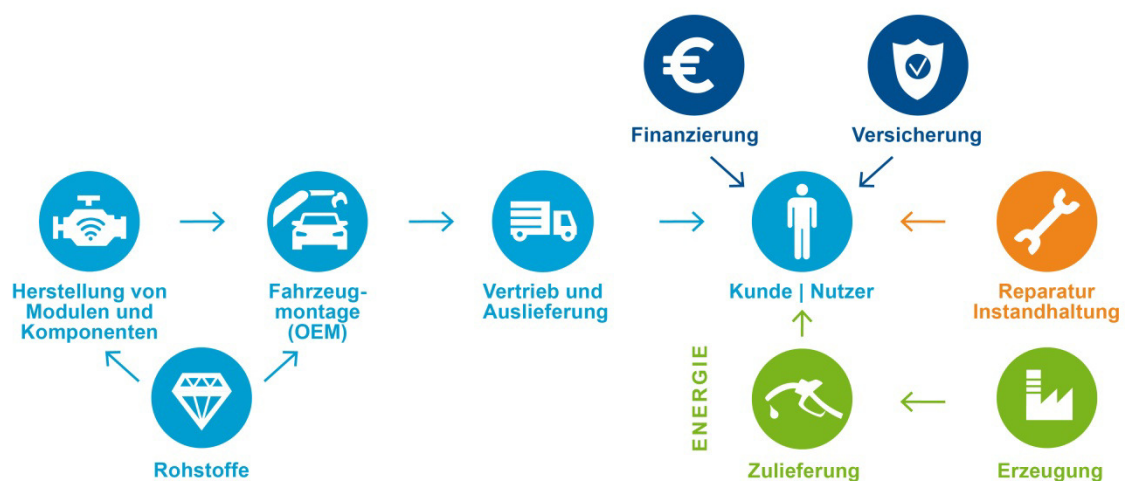 €
Finanzierung
Versicherung
Herstellung von
Modulen und
Komponenten
Fahrzeug-
montage
(OEM)
Vertrieb und
Auslieferung
Kunde | Nutzer
Reparatur
Instandhaltung
Rohstoffe
ENERGIE
Zulieferung
Erzeugung